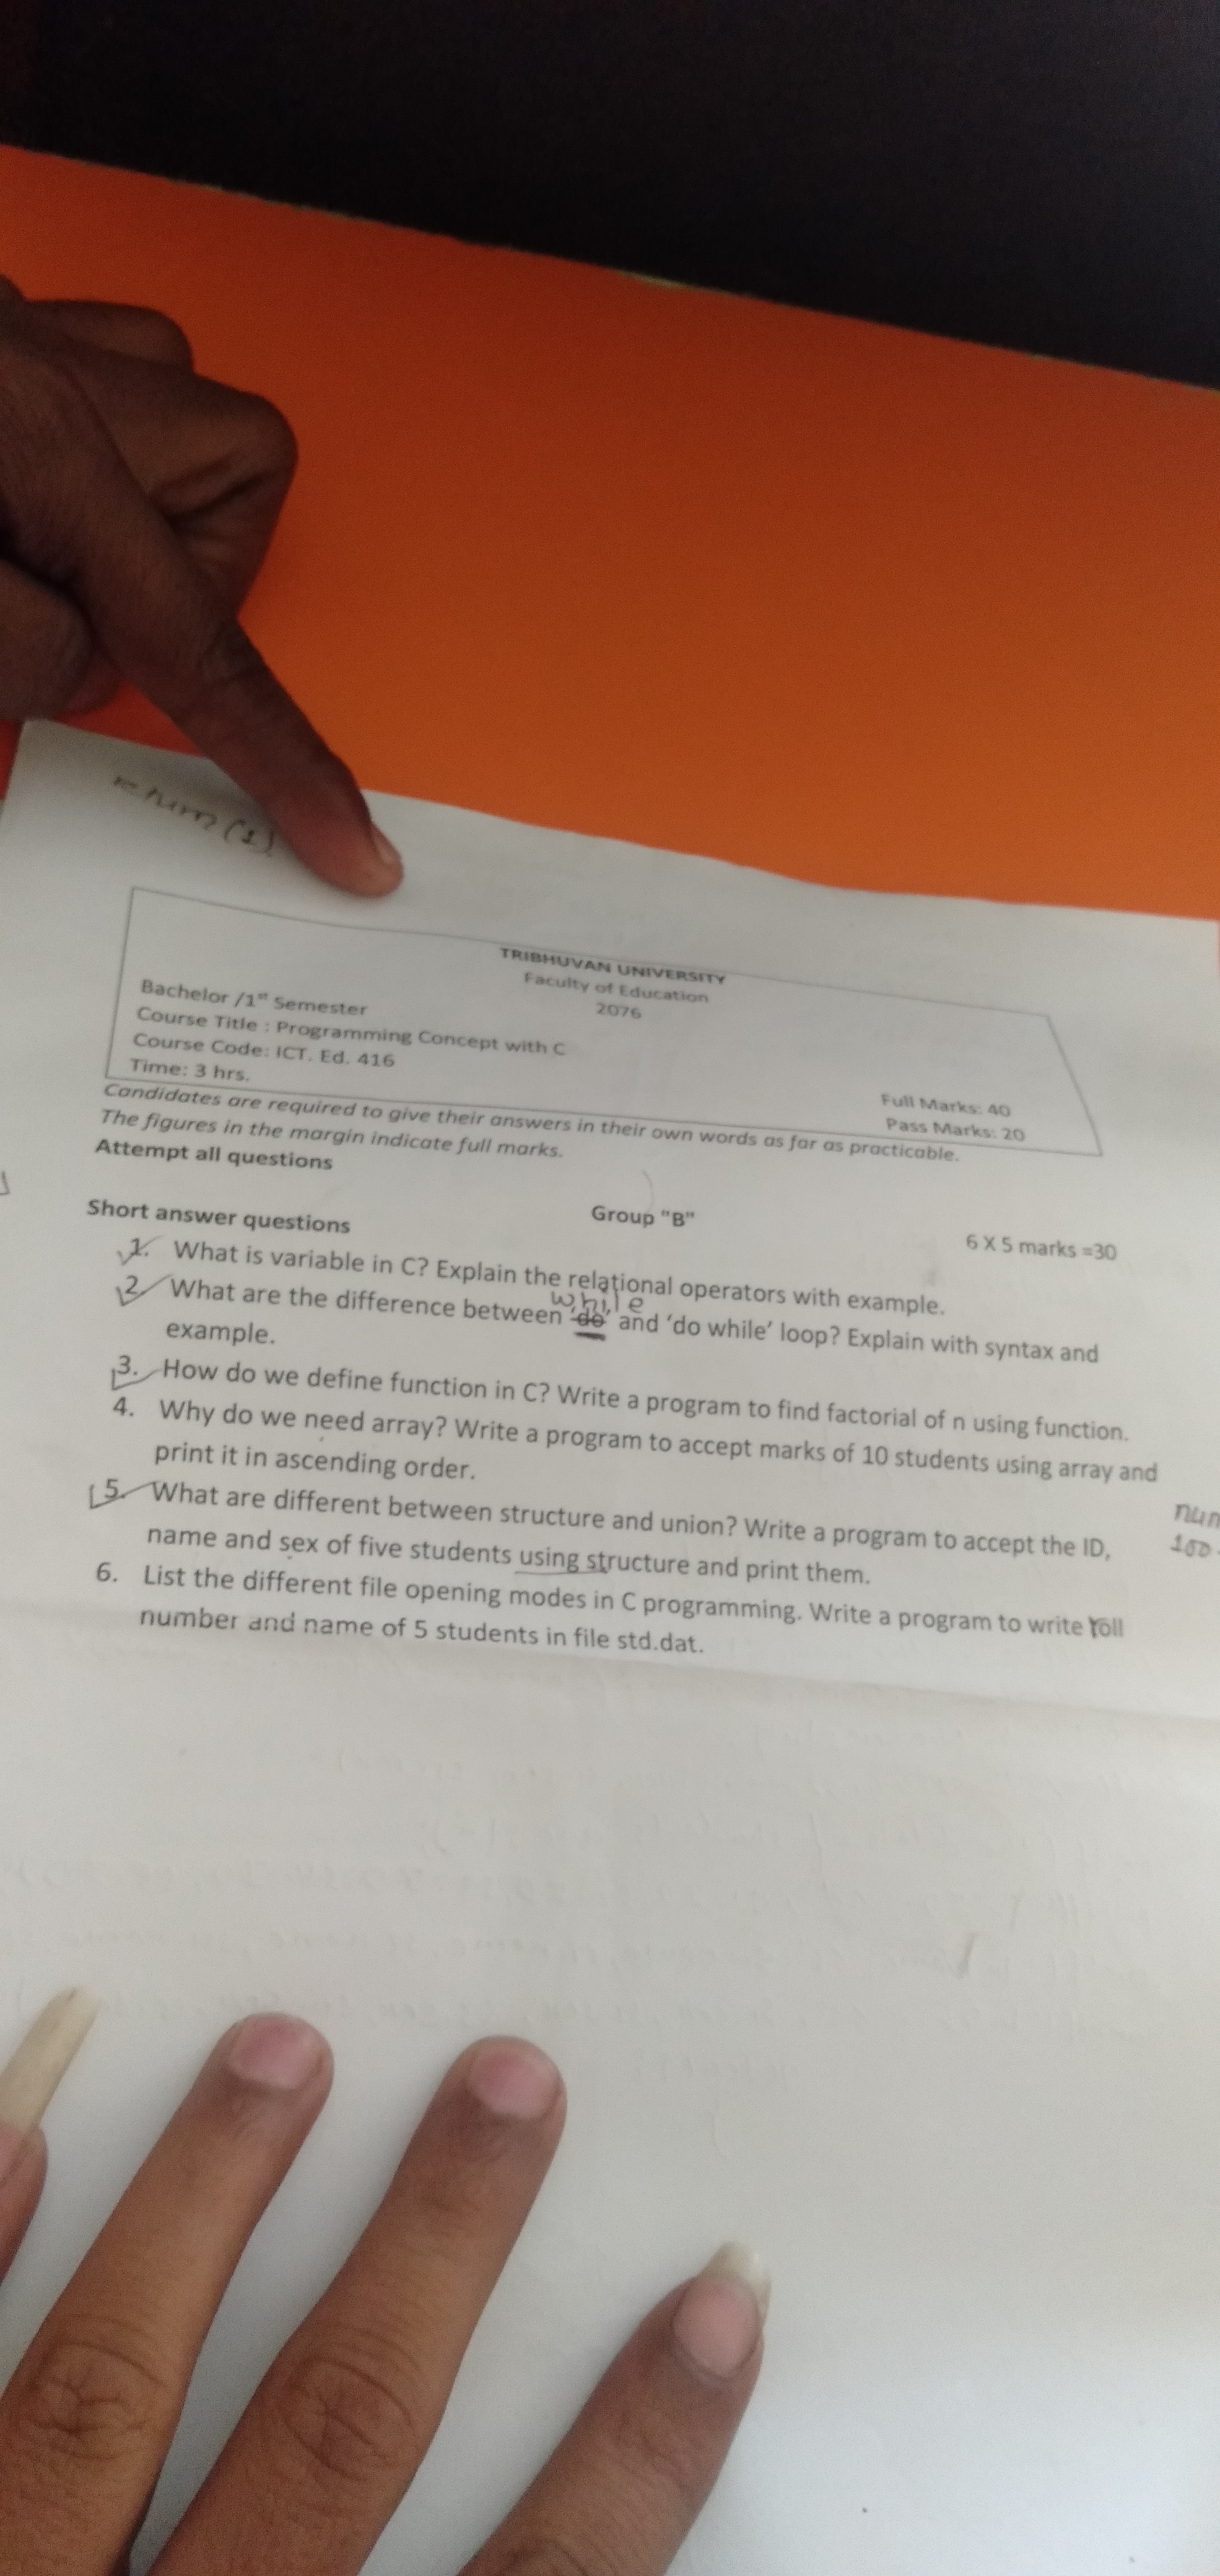 TRIBHUVAN UNIVERSITY
Faculty of Education
2076
Bachelor /1st Semester
Course Title : Programming Concept with C
Course Code: ICT. Ed. 416
Time: 3 hrs.
Full Marks: 40
Pass Marks: 20
Candidates are required to give their answers in their own words as far as practicable.
The figures in the margin indicate full marks.
Attempt all questions
Group "B"
Short answer questions
6 X 5 marks =30
1. What is variable in C? Explain the relational operators with example.
while
2. What are the difference between 'do' and 'do while' loop? Explain with syntax and
example.
3. How do we define function in C? Write a program to find factorial of n using function.
4. Why do we need array? Write a program to accept marks of 10 students using array and
print it in ascending order.
5. What are different between structure and union? Write a program to accept the ID,
name and sex of five students using structure and print them.
6. List the different file opening modes in C programming. Write a program to write roll
number and name of 5 students in file std.dat.